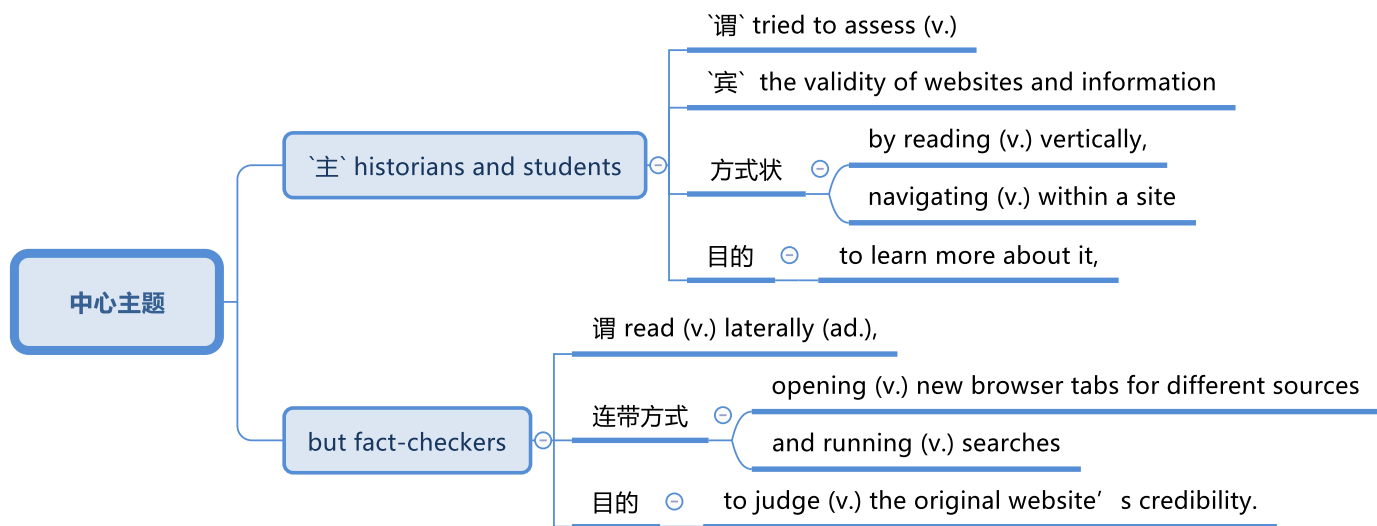 中心主题
`主` historians and students
`谓` tried to assess (v.)
`宾` the validity of websites and information
方式状
by reading (v.) vertically,
navigating (v.) within a site
目的
to learn more about it,
but fact-checkers
谓 read (v.) laterally (ad.),
连带方式
opening (v.) new browser tabs for different sources
and running (v.) searches
目的
to judge (v.) the original website’s credibility.